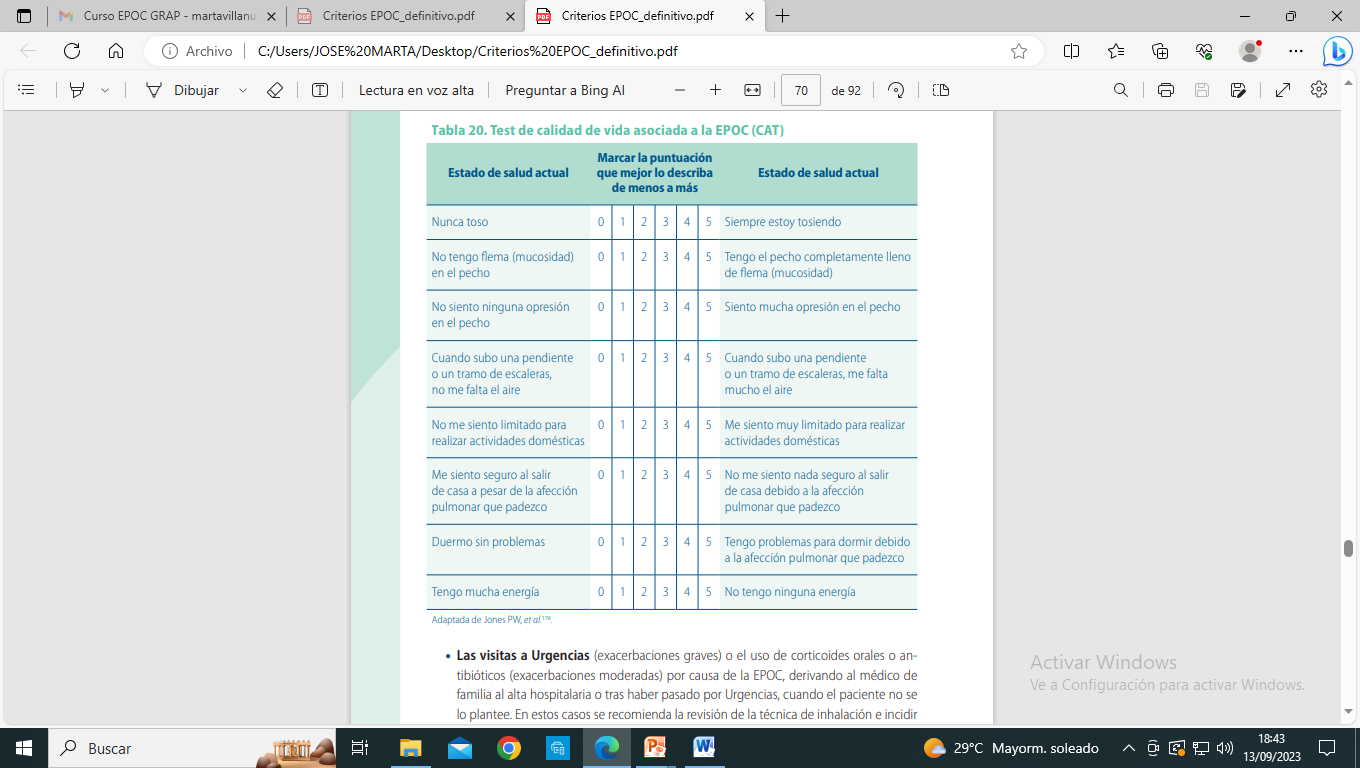 Curso EPOC GRAP - martavillanu
Criterios EPOC_definitivo.pdf
Criterios EPOC_definitivo.pdf
Archivo
C:/Users/JOSE%20MARTA/Desktop/Criterios%20EPOC_definitivo.pdf
Dibujar
Lectura en voz alta
Preguntar a Bing AI
70
de 92
Tabla 20. Test de calidad de vida asociada a la EPOC (CAT)
Estado de salud actual
Marcar la puntuación
que mejor lo describa
de menos a más
Estado de salud actual
Nunca toso
0 1 2 3 4 5
Siempre estoy tosiendo
No tengo flema (mucosidad)
en el pecho
0 1 2 3 4 5
Tengo el pecho completamente lleno
de flema (mucosidad)
No siento ninguna opresión
en el pecho
0 1 2 3 4 5
Siento mucha opresión en el pecho
Cuando subo una pendiente
o un tramo de escaleras,
no me falta el aire
0 1 2 3 4 5
Cuando subo una pendiente
o un tramo de escaleras, me falta
mucho el aire
No me siento limitado para
realizar actividades domésticas
0 1 2 3 4 5
Me siento muy limitado para realizar
actividades domésticas
Me siento seguro al salir
de casa a pesar de la afección
pulmonar que padezco
0 1 2 3 4 5
No me siento nada seguro al salir
de casa debido a la afección
pulmonar que padezco
Duermo sin problemas
0 1 2 3 4 5
Tengo problemas para dormir debido
a la afección pulmonar que padezco
Tengo mucha energía
0 1 2 3 4 5
No tengo ninguna energía
Adaptada de Jones PW, et al.176.
• Las visitas a Urgencias (exacerbaciones graves) o el uso de corticoides orales o an-
tibióticos (exacerbaciones moderadas) por causa de la EPOC, derivando al médico de
familia al alta hospitalaria o tras haber pasado por Urgencias, cuando el paciente no se
lo plantee. En estos casos se recomienda la revisión de la técnica de inhalación e incidir
Activar Windows
Ve a Configuración para activar Windows.
Buscar
29°C Mayorm. soleado
18:43
13/09/2023